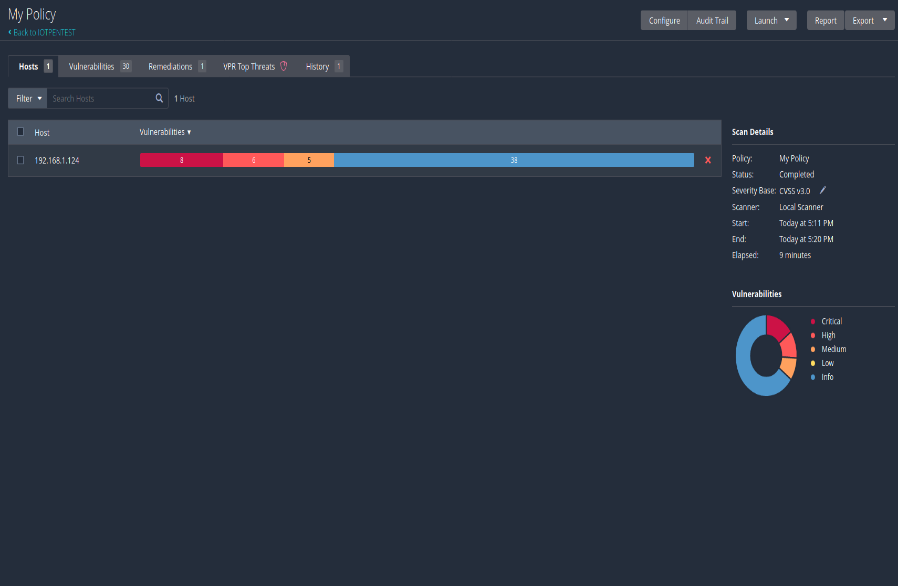 My Policy
Back to IOTPENTEST
Configure Audit Trail Launch Report Export
Hosts 1 Vulnerabilities 30 Remediations 1 VPR Top Threats History 1
Filter Search Hosts 1 Host
Host Vulnerabilities
192.168.1.124 8 6 5 38
Scan Details
Policy: My Policy
Status: Completed
Severity Base: CVSS v3.0
Scanner: Local Scanner
Start: Today at 5:11 PM
End: Today at 5:20 PM
Elapsed: 9 minutes
Vulnerabilities
Critical
High
Medium
Low
Info